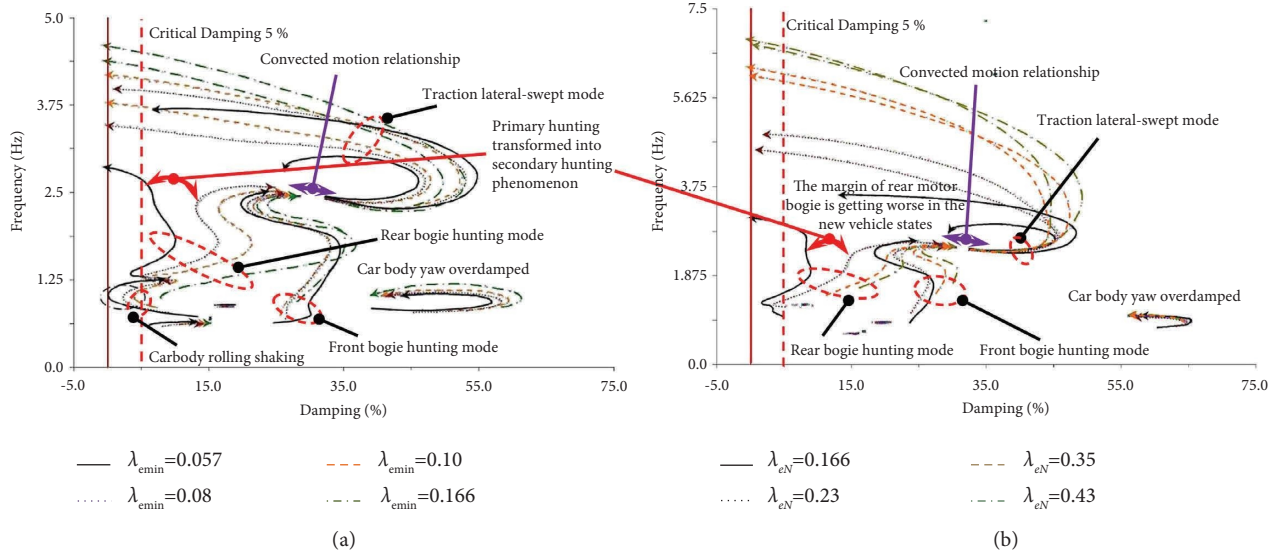 5.0
3.75
2.5
1.25
0.0
Frequency (Hz)
-5.0
15.0
35.0
55.0
75.0
Damping (%)
Critical Damping 5 %
Convected motion relationship
Traction lateral-swept mode
Primary hunting
transformed into
secondary hunting
phenomenon
Rear bogie hunting mode
Car body yaw overdamped
Front bogie hunting mode
Carbody rolling shaking
λemin=0.057
λemin=0.10
λemin=0.08
λemin=0.166
(a)
7.5
5.625
3.75
1.875
0.0
Frequency (Hz)
-5.0
15.0
35.0
55.0
75.0
Damping (%)
Critical Damping 5 %
Convected motion relationship
Traction lateral-swept mode
The margin of rear motor
bogie is getting worse in the
new vehicle states
Car body yaw overdamped
Rear bogie hunting mode
Front bogie hunting mode
λeN=0.166
λeN=0.35
λeN=0.23
λeN=0.43
(b)